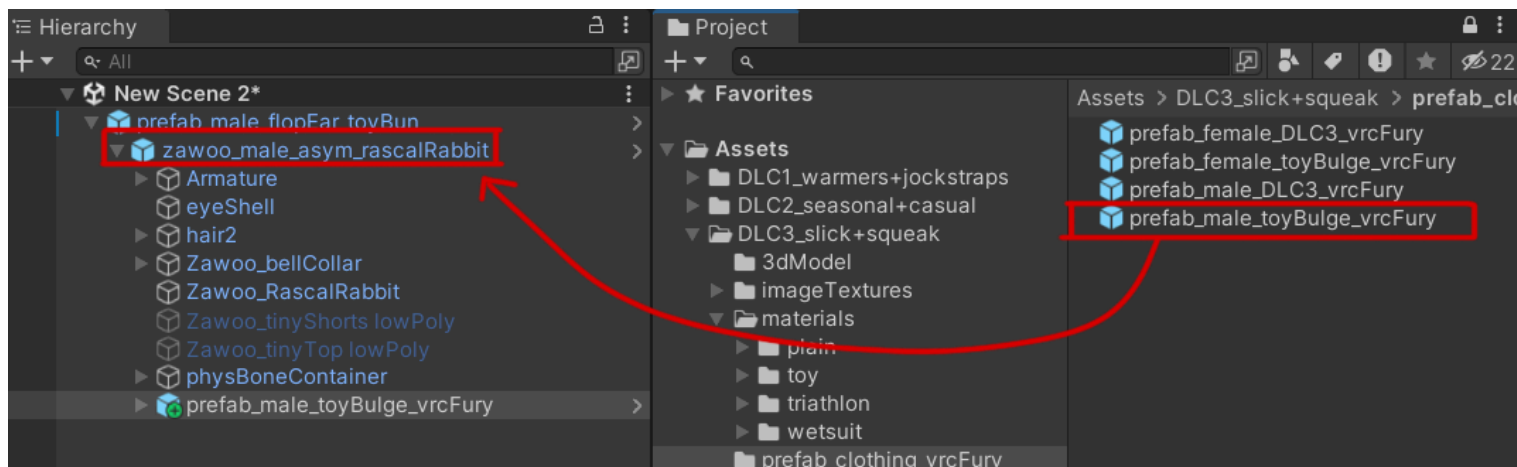 Hierarchy
All
New Scene 2*
prefab_male_flopEar_toyBun
zawoo_male_asym_rascalRabbit
Armature
eyeShell
hair2
Zawoo_bellCollar
Zawoo_RascalRabbit
Zawoo_tinyShorts lowPoly
Zawoo_tinyTop lowPoly
physBoneContainer
prefab_male_toyBulge_vrcFury
Project
22
Favorites
Assets
DLC1_warmers+jockstraps
DLC2_seasonal+casual
DLC3_slick+squeak
3dModel
imageTextures
materials
plain
toy
triathlon
wetsuit
prefab_clothing_vrcFury
Assets > DLC3_slick+squeak > prefab_clo
prefab_female_DLC3_vrcFury
prefab_female_toyBulge_vrcFury
prefab_male_DLC3_vrcFury
prefab_male_toyBulge_vrcFury